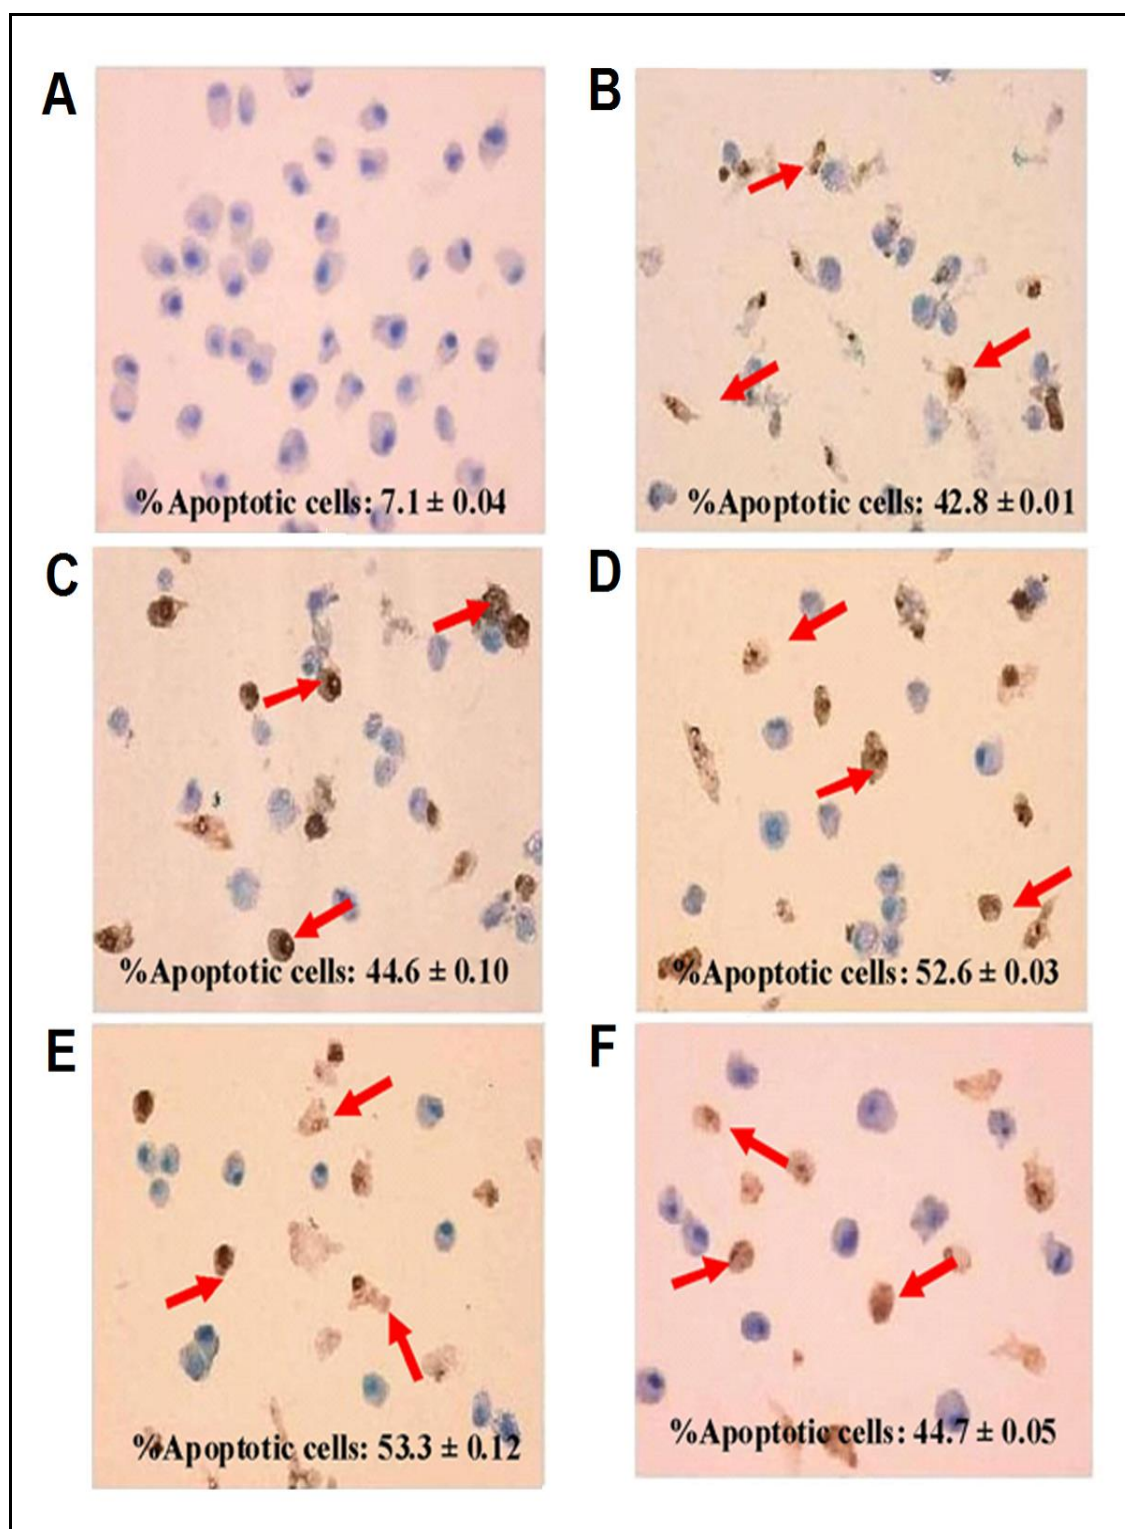 A
B
%Apoptotic cells: 7.1 ± 0.04
%Apoptotic cells: 42.8 ± 0.01
C
D
%Apoptotic cells: 44.6 ± 0.10
%Apoptotic cells: 52.6 ± 0.03
E
F
%Apoptotic cells: 53.3 ± 0.12
%Apoptotic cells: 44.7 ± 0.05